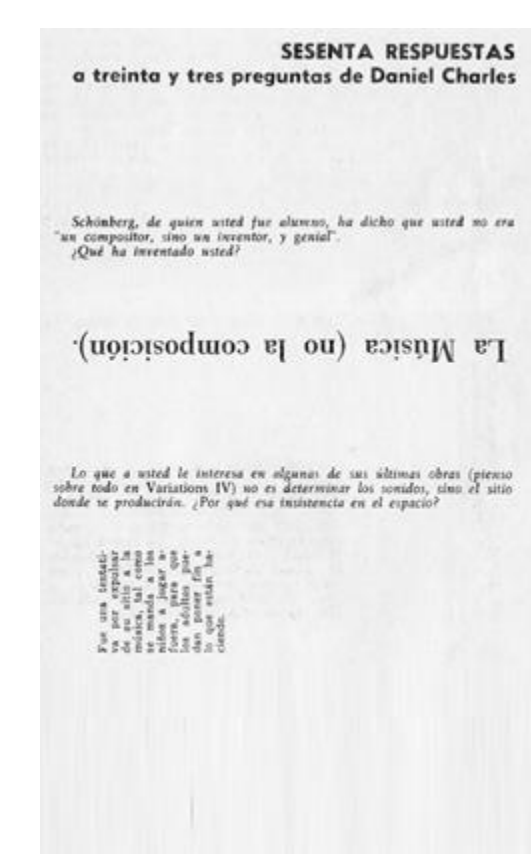 SESENTA RESPUESTAS
a treinta y tres preguntas de Daniel Charles
Schönberg, de quien usted fue alumno, ha dicho que usted no era
"un compositor, sino un inventor, y genial".
¿Qué ha inventado usted?
La Música (no la composición).
Lo que a usted le interesa en algunas de sus últimas obras (pienso
sobre todo en Variations IV) no es determinar los sonidos, sino el sitio
donde se producirán. ¿Por qué esa insistencia en el espacio?
Fue una tentati-
va por expulsar
de su sitio a la
música, tal como
se manda a los
niños a jugar a-
fuera, para que
los adultos pue-
dan poner fin a
lo que están ha-
ciendo.